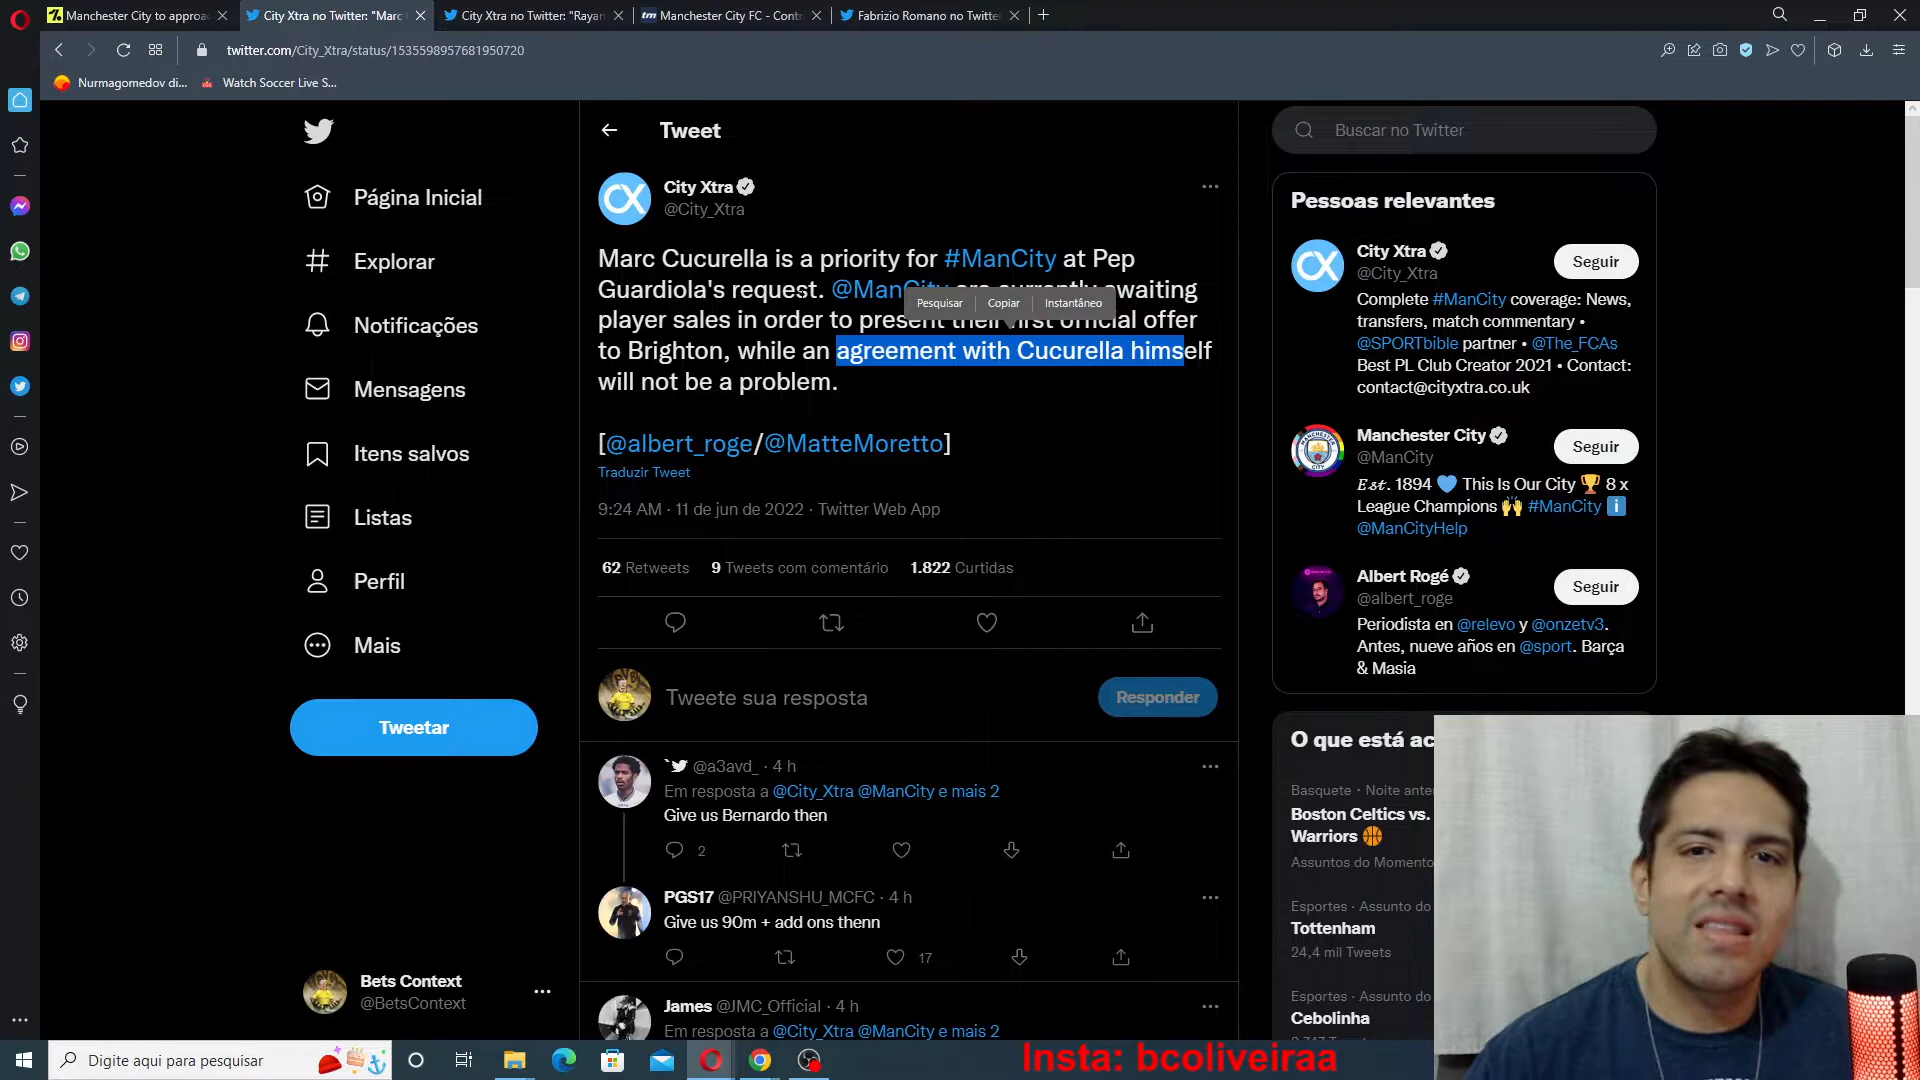 Manchester City to approac
City Xtra no Twitter: "Marc
City Xtra no Twitter: "Rayan
tm
Manchester City FC - Contr
Fabrizio Romano no Twitter
twitter.com/City_Xtra/status/1535598957681950720
Nurmagomedov di...
Watch Soccer Live S...
Página Inicial
Explorar
Notificações
Mensagens
Itens salvos
Listas
Perfil
Mais
Tweetar
Bets Context
@BetsContext
Tweet
CX
City Xtra
@City_Xtra
Marc Cucurella is a priority for #ManCity at Pep
Guardiola's request. @ManCity are currently awaiting
Pesquisar
Copiar
Instantâneo
player sales in order to present their first official offer
to Brighton, while an agreement with Cucurella himself
will not be a problem.
[@albert_roge/@MatteMoretto]
Traduzir Tweet
9:24 AM · 11 de jun de 2022 · Twitter Web App
62 Retweets 9 Tweets com comentário 1.822 Curtidas
Tweete sua resposta
Responder
@a3avd_ · 4 h
Em resposta a @City_Xtra @ManCity e mais 2
Give us Bernardo then
2
PGS17 @PRIYANSHU_MCFC · 4 h
Give us 90m + add ons thenn
17
James @JMC_Official · 4 h
Em resposta a @City_Xtra @ManCity e mais 2
Buscar no Twitter
Pessoas relevantes
CX
City Xtra
@City_Xtra
Seguir
Complete #ManCity coverage: News,
transfers, match commentary •
@SPORTbible partner • @The_FCAs
Best PL Club Creator 2021 • Contact:
contact@cityxtra.co.uk
Manchester City
@ManCity
Seguir
𝓔𝓼𝓽. 1894 💙 This Is Our City 🏆 8 x
League Champions 🙌 #ManCity ℹ️
@ManCityHelp
Albert Rogé
@albert_roge
Seguir
Periodista en @relevo y @onzetv3.
Antes, nueve años en @sport. Barça
& Masia
O que está ac
Basquete · Noite anter
Boston Celtics vs.
Warriors 🏀
Assuntos do Momento
Esportes · Assunto do
Tottenham
24,4 mil Tweets
Esportes · Assunto do
Cebolinha
Digite aqui para pesquisar
Insta: bcoliveiraa